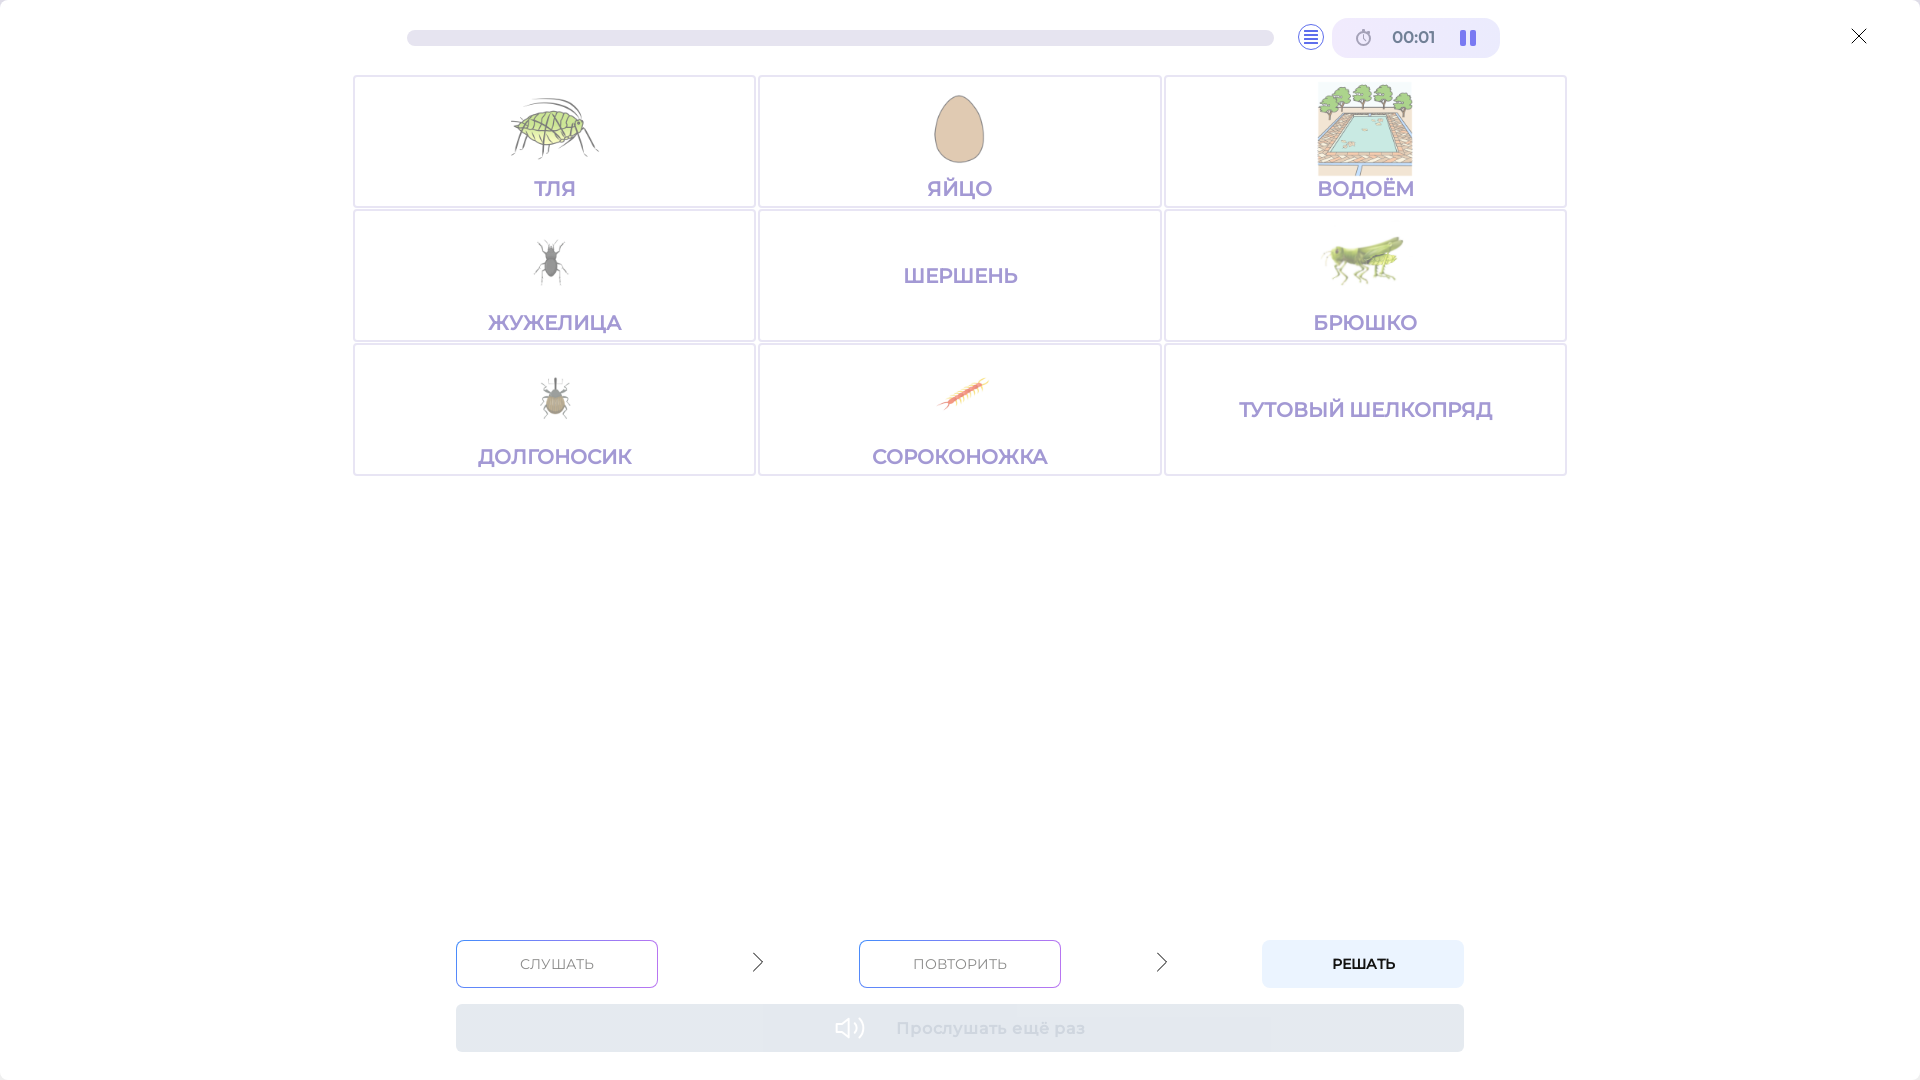 00:01
ТЛЯ
ЯЙЦО
ВОДОЁМ
ЖУЖЕЛИЦА
ШЕРШЕНЬ
БРЮШКО
ДОЛГОНОСИК
СОРОКОНОЖКА
ТУТОВЫЙ ШЕЛКОПРЯД
СЛУШАТЬ
ПОВТОРИТЬ
РЕШАТЬ
Прослушать ещё раз